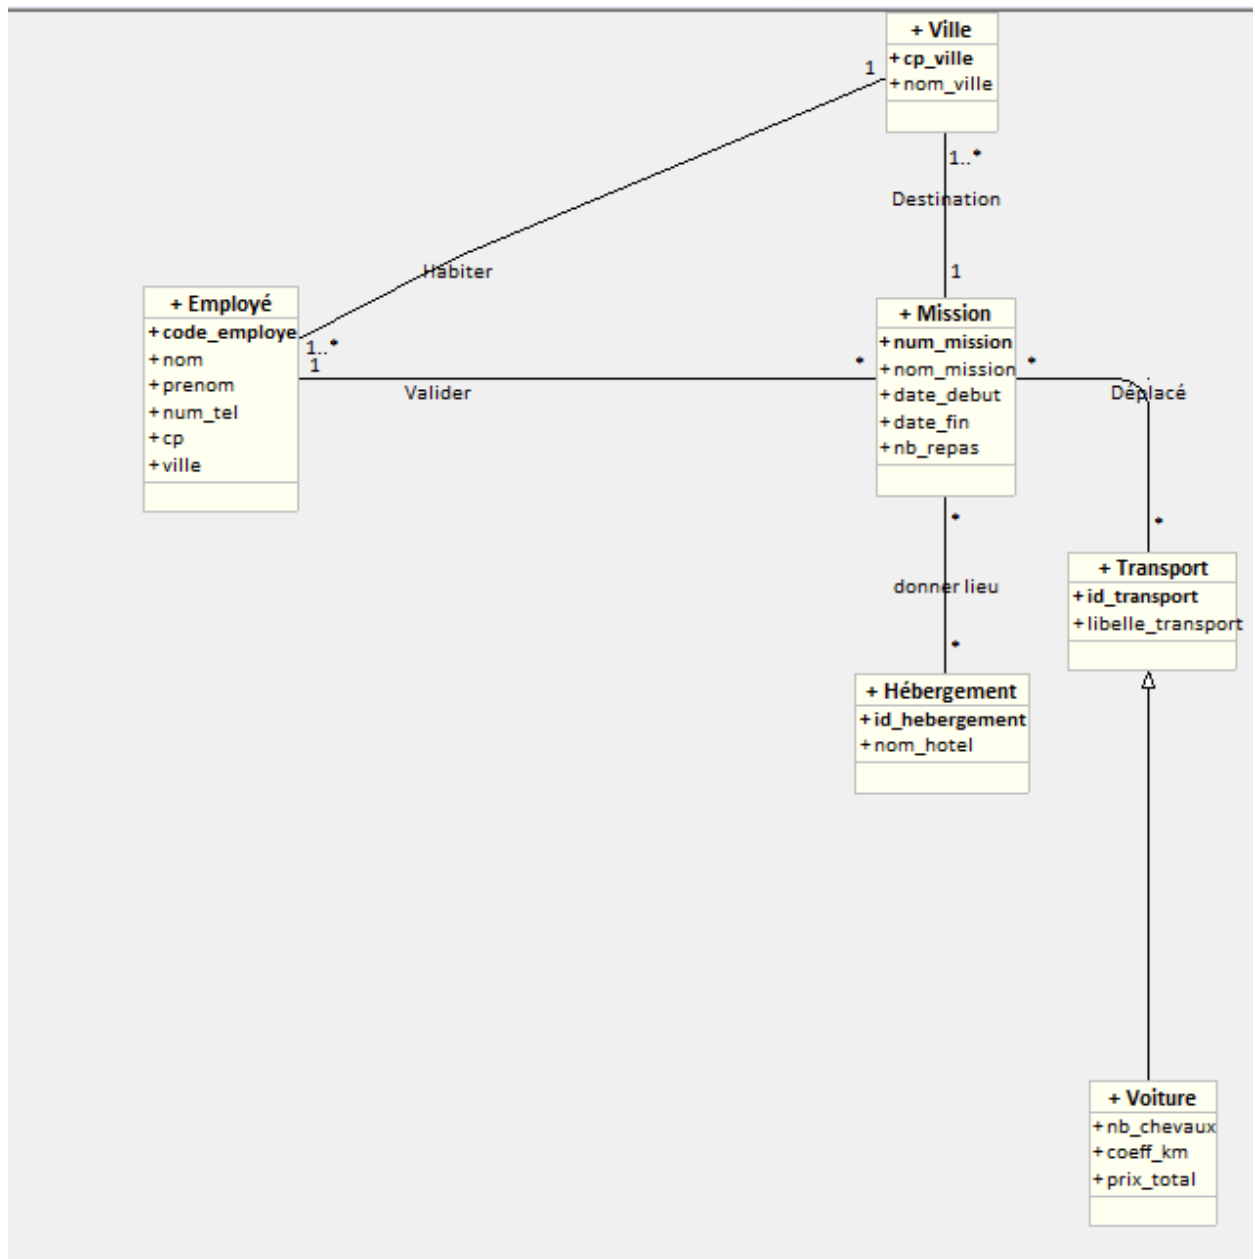 + Ville
+cp_ville
+nom_ville
1
1..*
Destination
1
Habiter
+ Employé
+code_employe
+nom
+prenom
+num_tel
+cp
+ville
1..*
1
Valider
*
+ Mission
+num_mission
+nom_mission
+date_debut
+date_fin
+nb_repas
*
Déplacé
*
*
donner lieu
*
+ Transport
+id_transport
+libelle_transport
+ Hébergement
+id_hebergement
+nom_hotel
+ Voiture
+nb_chevaux
+coeff_km
+prix_total